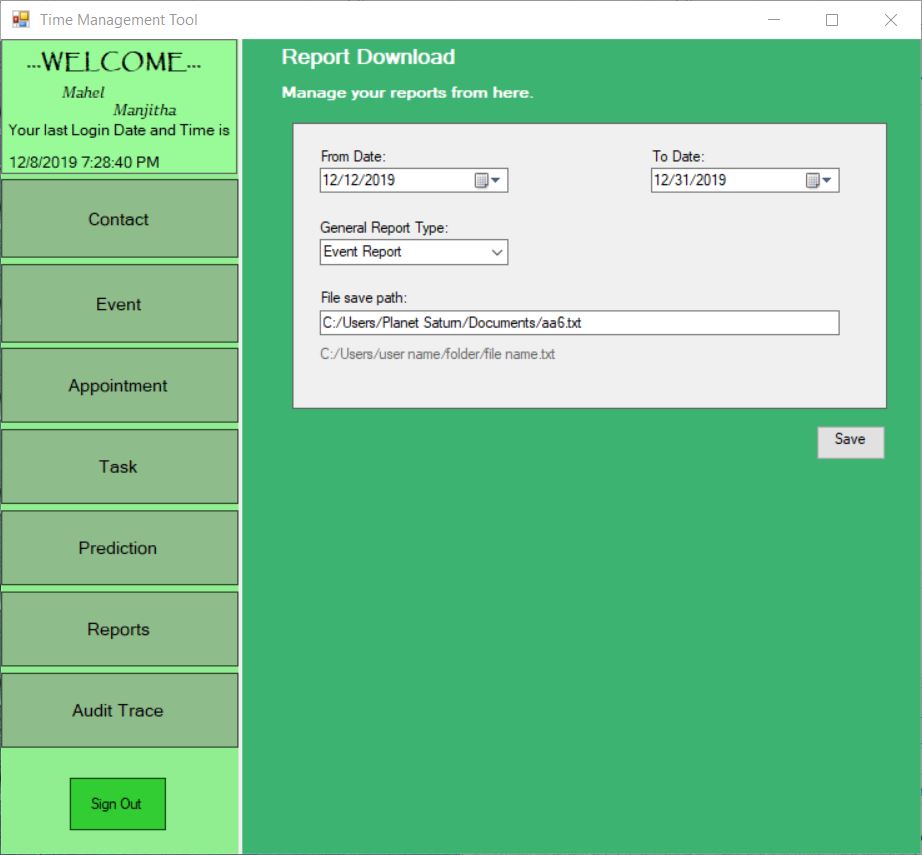 Time Management Tool
...WELCOME...
Mahel
Manjitha
Your last Login Date and Time is
12/8/2019 7:28:40 PM
Contact
Event
Appointment
Task
Prediction
Reports
Audit Trace
Sign Out
Report Download
Manage your reports from here.
From Date:
To Date:
12/12/2019
12/31/2019
General Report Type:
Event Report
File save path:
C:/Users/Planet Saturn/Documents/aa6.txt
C:/Users/user name/folder/file name.txt
Save